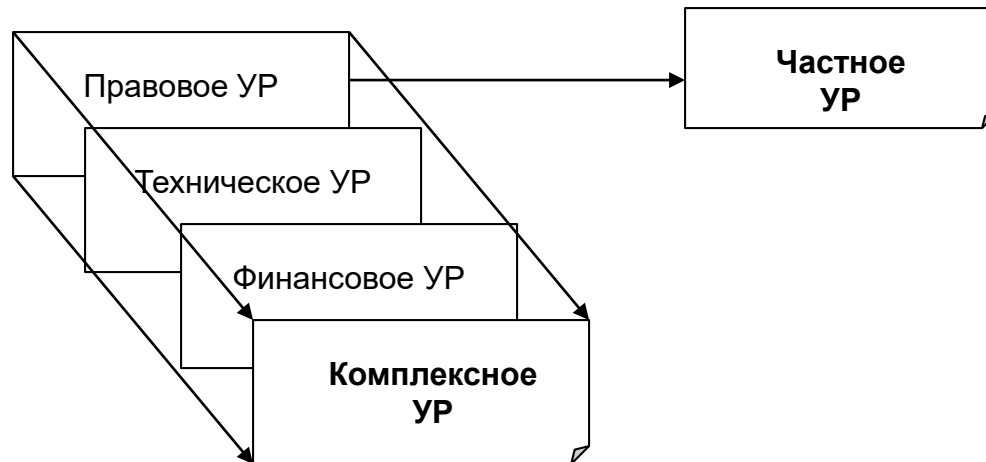 Правовое УР
Частное
УР
Техническое УР
Финансовое УР
Комплексное
УР